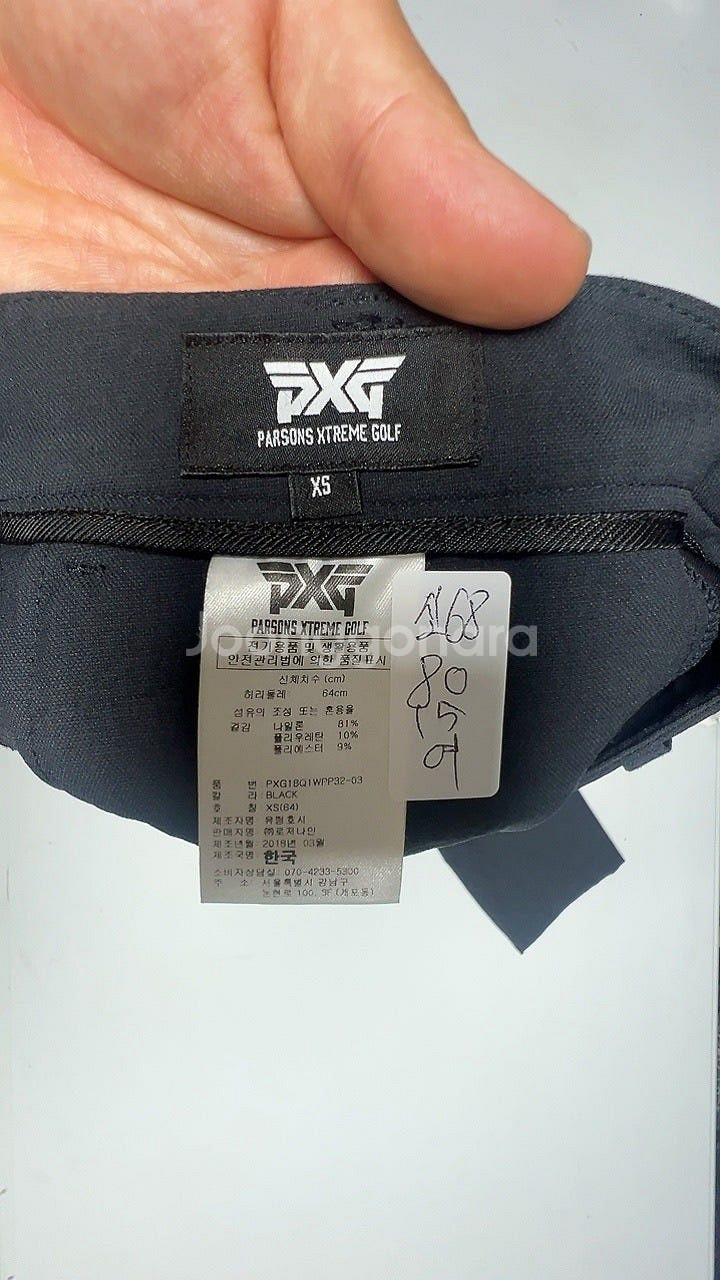 PXG
PARSONS XTREME GOLF
XS
PXG
PARSONS XTREME GOLF
전기용품 및 생활용품
안전관리법에 의한 품질표시
신체치수 (cm)
허리둘레 64cm
섬유의 조성 또는 혼용율
겉감 나일론 81%
폴리우레탄 10%
폴리에스터 9%
품 번 PXG18Q1WPP32-03
칼 라 BLACK
호 칭 XS(64)
제조자명 유림호시
판매자명 ㈜로저나인
제조년월 2018년 03월
제조국명 한국
소비자상담실 070-4233-5300
주 소 서울특별시 강남구
논현로 100, 3F (개포동)
168
80
15
9
Joonggonara